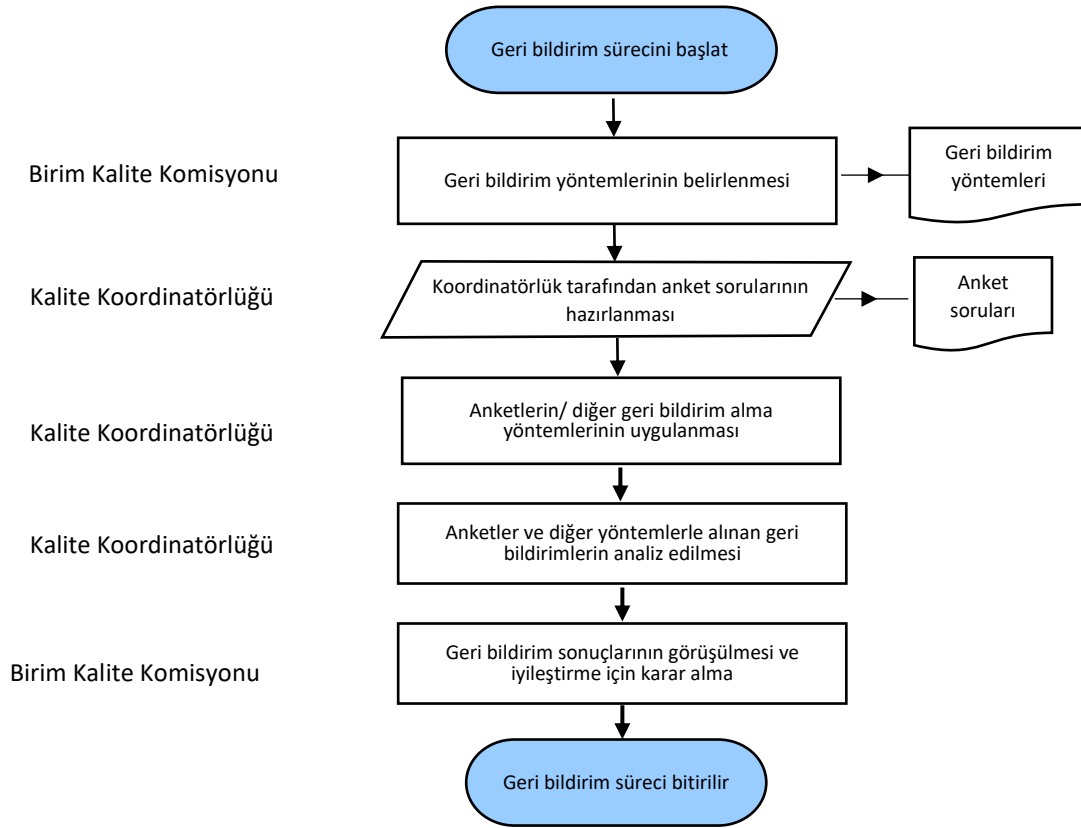 Geri bildirim sürecini başlat
Birim Kalite Komisyonu
Geri bildirim yöntemlerinin belirlenmesi
Geri bildirim
yöntemleri
Kalite Koordinatörlüğü
Koordinatörlük tarafından anket sorularının
hazırlanması
Anket
soruları
Kalite Koordinatörlüğü
Anketlerin/ diğer geri bildirim alma
yöntemlerinin uygulanması
Kalite Koordinatörlüğü
Anketler ve diğer yöntemlerle alınan geri
bildirimlerin analiz edilmesi
Birim Kalite Komisyonu
Geri bildirim sonuçlarının görüşülmesi ve
iyileştirme için karar alma
Geri bildirim süreci bitirilir